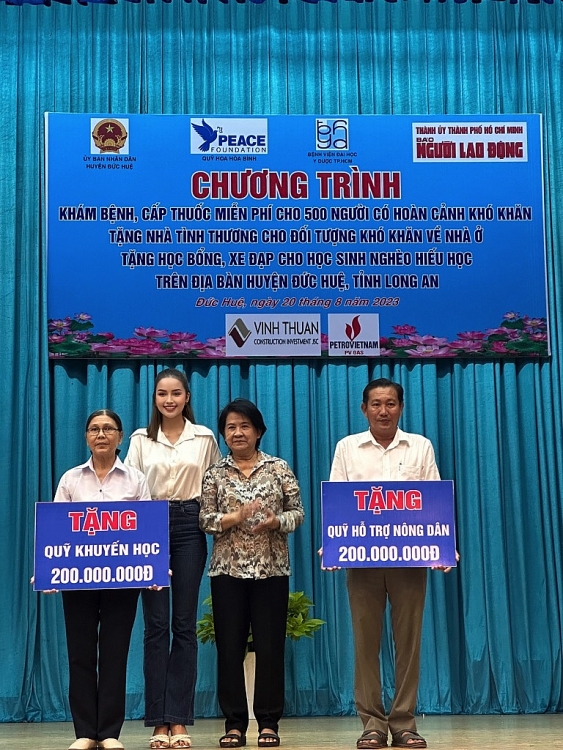 ỦY BAN NHÂN DÂN
HUYỆN ĐỨC HUỆ
PEACE
FOUNDATION
QUỸ HOA HÒA BÌNH
BỆNH VIỆN ĐẠI HỌC
Y DƯỢC TP.HCM
THÀNH ỦY THÀNH PHỐ HỒ CHÍ MINH
BÁO
NGƯỜI LAO ĐỘNG
CHƯƠNG TRÌNH
KHÁM BỆNH, CẤP THUỐC MIỄN PHÍ CHO 500 NGƯỜI CÓ HOÀN CẢNH KHÓ KHĂN
TẶNG NHÀ TÌNH THƯƠNG CHO ĐỐI TƯỢNG KHÓ KHĂN VỀ NHÀ Ở
TẶNG HỌC BỔNG, XE ĐẠP CHO HỌC SINH NGHÈO HIẾU HỌC
TRÊN ĐỊA BÀN HUYỆN ĐỨC HUỆ, TỈNH LONG AN
Đức Huệ, ngày 20 tháng 8 năm 2023
VINH THUAN
CONSTRUCTION INVESTMENT JSC
PETROVIETNAM
PV GAS
TẶNG
QUỸ KHUYẾN HỌC
200.000.000Đ
TẶNG
QUỸ HỖ TRỢ NÔNG DÂN
200.000.000Đ